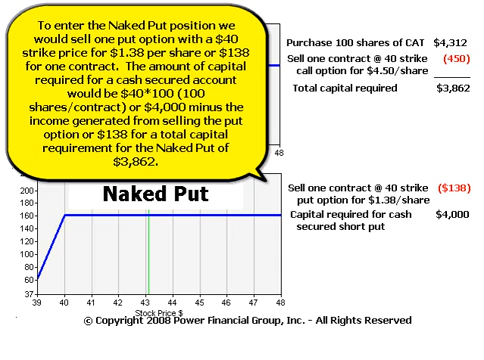 To enter the Naked Put position we
would sell one put option with a $40
strike price for $1.38 per share or $138
for one contract. The amount of capital
required for a cash secured account
would be $40*100 (100
shares/contract) or $4,000 minus the
income generated from selling the put
option or $138 for a total capital
requirement for the Naked Put of
$3,862.
Purchase 100 shares of CAT $4,312
Sell one contract @ 40 strike (450)
call option for $4.50/share
Total capital required $3,862
48
Naked Put
200
180
160
140
120
100
80
60
37
39 40 41 42 43 44 45 46 47 48
Stock Price $
Sell one contract @ 40 strike ($138)
put option for $1.38/share
Capital required for cash $4,000
secured short put
© Copyright 2008 Power Financial Group, Inc. - All Rights Reserved